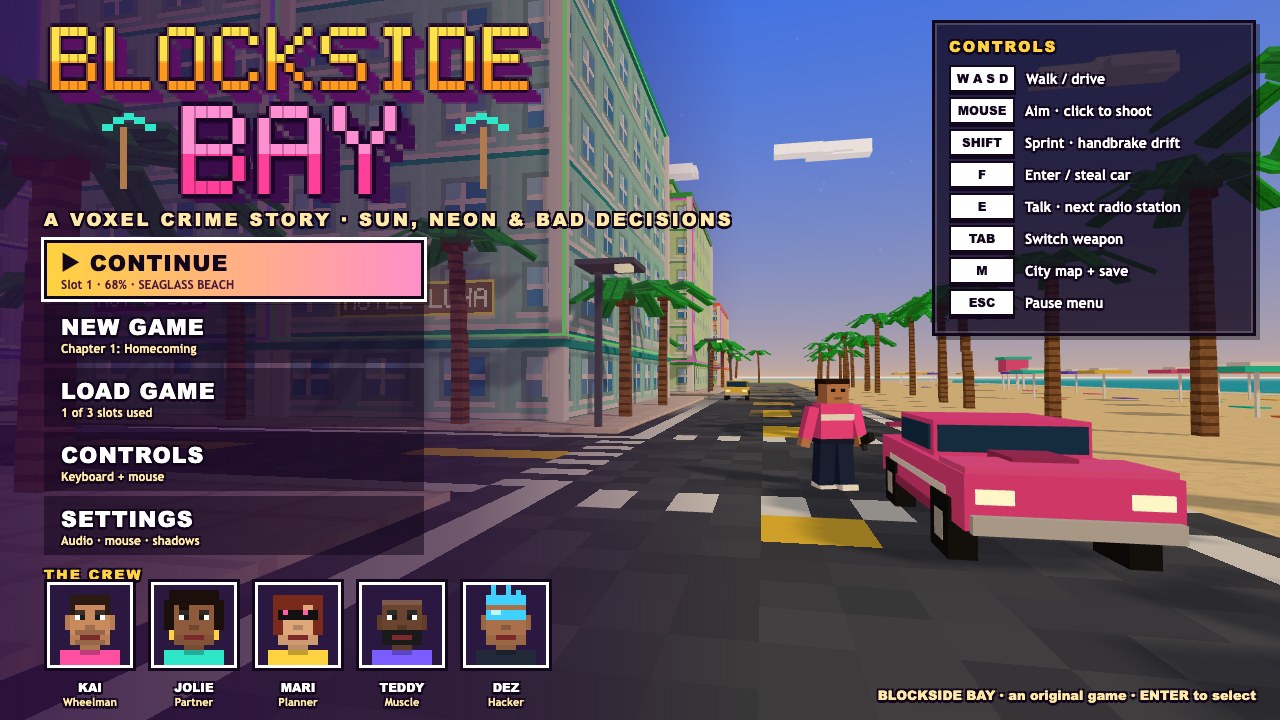 BLOCKSIDE
BAY
A VOXEL CRIME STORY · SUN, NEON & BAD DECISIONS
▶ CONTINUE
Slot 1 · 68% · SEAGLASS BEACH
NEW GAME
Chapter 1: Homecoming
LOAD GAME
1 of 3 slots used
CONTROLS
Keyboard + mouse
SETTINGS
Audio · mouse · shadows
THE CREW
KAI
Wheelman
JOLIE
Partner
MARI
Planner
TEDDY
Muscle
DEZ
Hacker
CONTROLS
W A S D Walk / drive
MOUSE Aim · click to shoot
SHIFT Sprint · handbrake drift
F Enter / steal car
E Talk · next radio station
TAB Switch weapon
M City map + save
ESC Pause menu
BLOCKSIDE BAY · an original game · ENTER to select